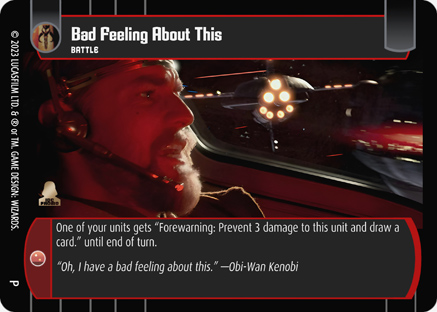 Bad Feeling About This
BATTLE
© 2023 LUCASFILM LTD. & ® or TM. GAME DESIGN: WIZARDS.
P
One of your units gets “Forewarning: Prevent 3 damage to this unit and draw a
card.” until end of turn.
“Oh, I have a bad feeling about this.” —Obi-Wan Kenobi